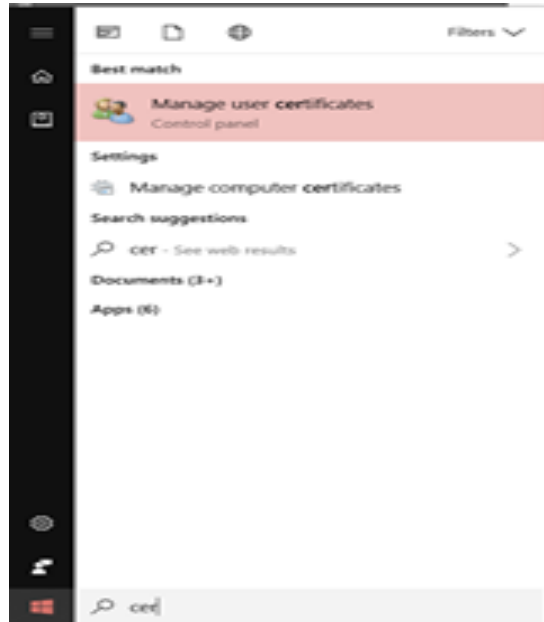 Filters
Best match
Manage user certificates
Control panel
Settings
Manage computer certificates
Search suggestions
cer - See web results
Documents (3+)
Apps (6)
cer